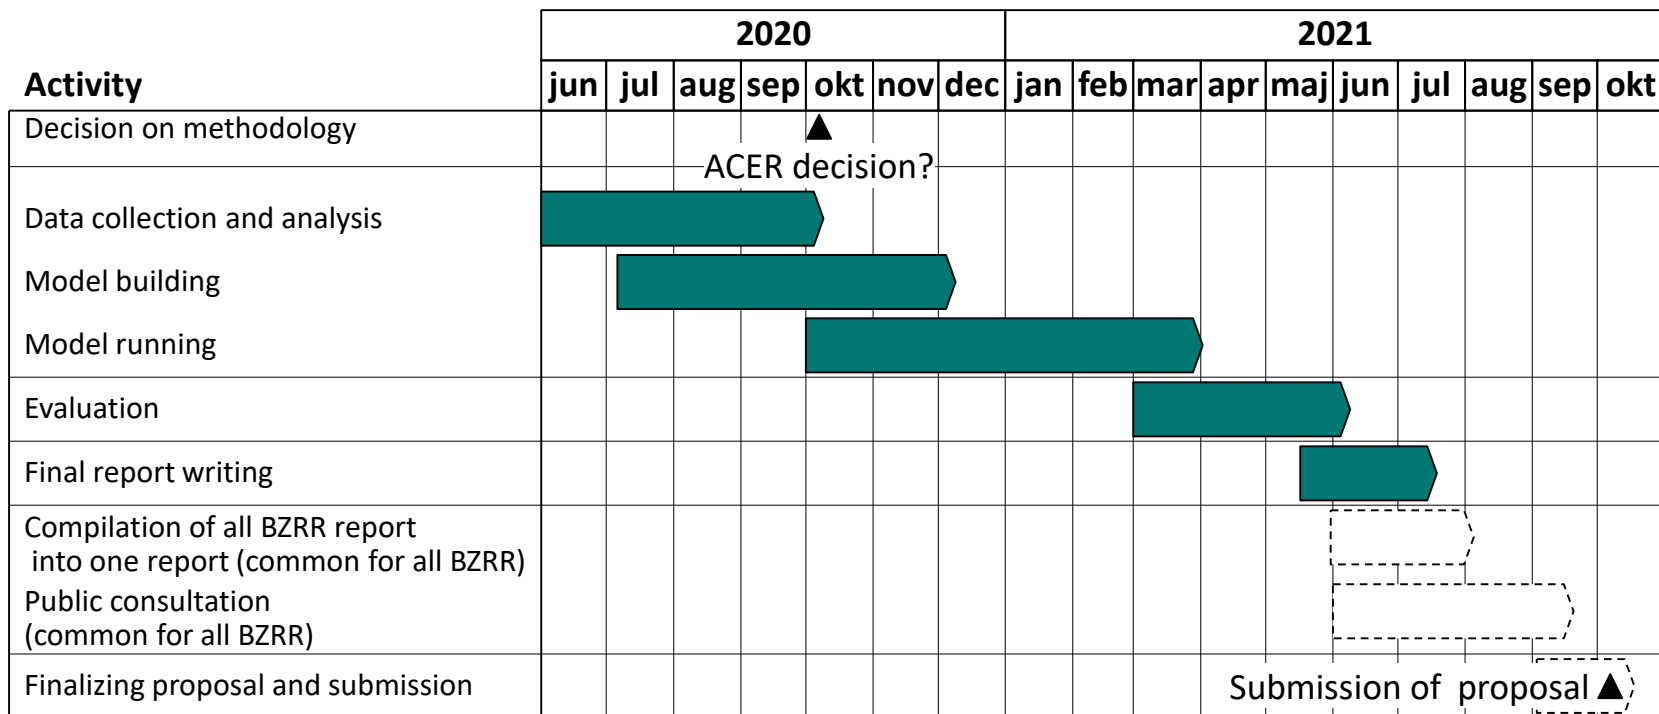 2020 2021
Activity jun jul aug sep okt nov dec jan feb mar apr maj jun jul aug sep okt
Decision on methodology
ACER decision?
Data collection and analysis
Model building
Model running
Evaluation
Final report writing
Compilation of all BZRR report
into one report (common for all BZRR)
Public consultation
(common for all BZRR)
Finalizing proposal and submission Submission of proposal